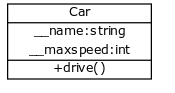 Car
__name:string
__maxspeed:int
+drive()